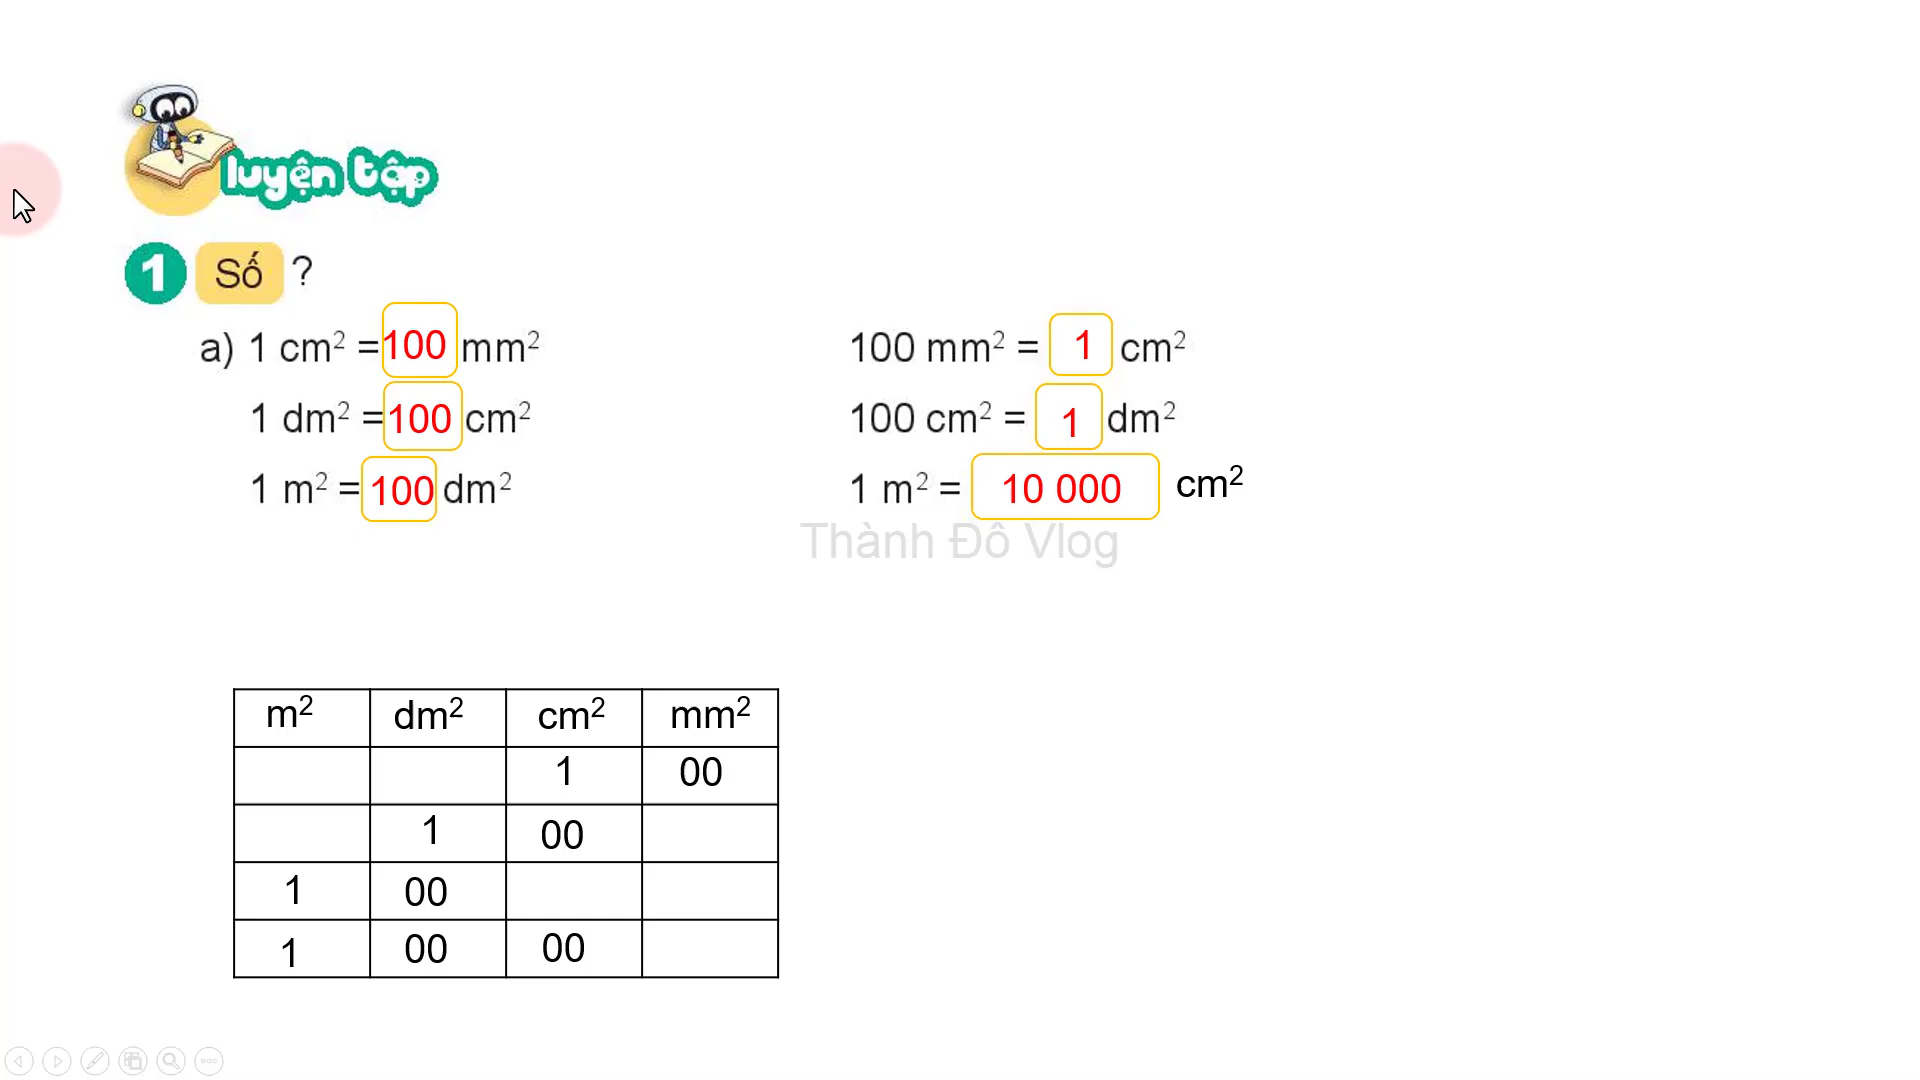 luyện tập
1 Số ?
a) 1 cm² = 100 mm²
100 mm² = 1 cm²
1 dm² = 100 cm²
100 cm² = 1 dm²
1 m² = 100 dm²
1 m² = 10 000 cm²
Thành Đô Vlog
m² dm² cm² mm²
1 00
1 00
1 00
1 00 00